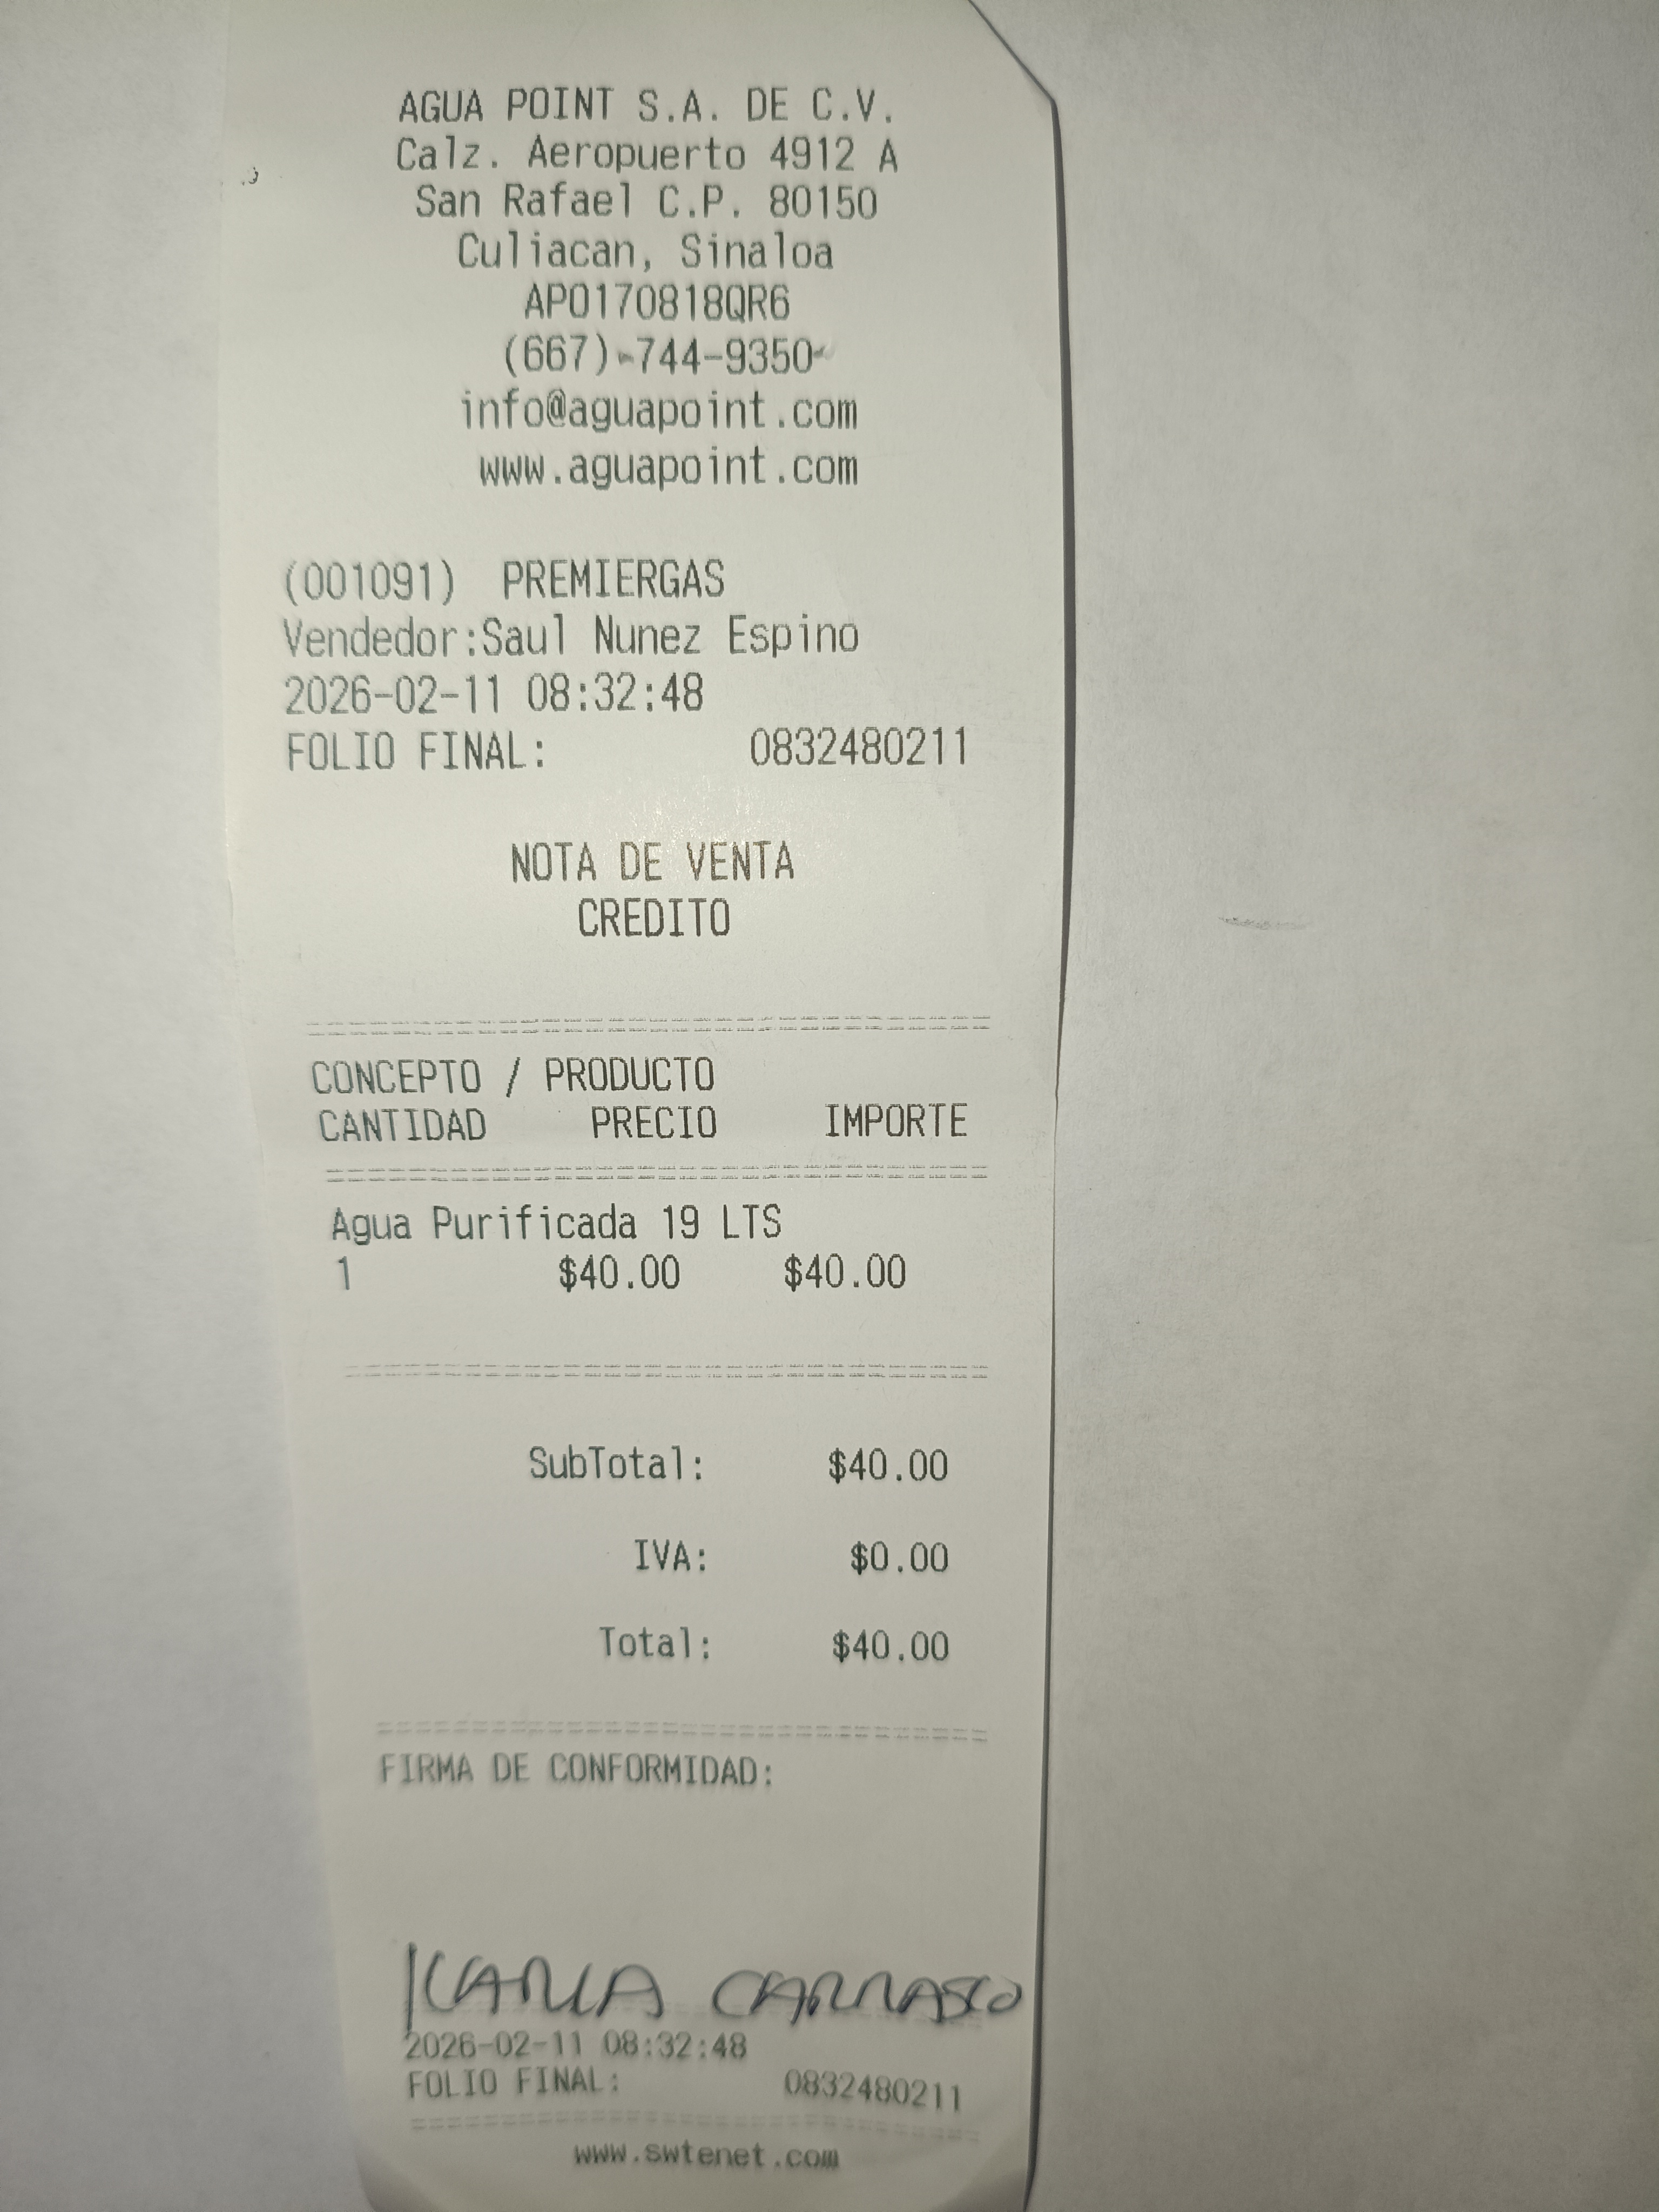 AGUA POINT S.A. DE C.V.
Calz. Aeropuerto 4912 A
San Rafael C.P. 80150
Culiacan, Sinaloa
APO170818QR6
(667)-744-9350
info@aguapoint.com
www.aguapoint.com
(001091) PREMIERGAS
Vendedor:Saul Nunez Espino
2026-02-11 08:32:48
FOLIO FINAL: 0832480211
NOTA DE VENTA
CREDITO
CONCEPTO / PRODUCTO
CANTIDAD PRECIO IMPORTE
Agua Purificada 19 LTS
1 $40.00 $40.00
SubTotal: $40.00
IVA: $0.00
Total: $40.00
FIRMA DE CONFORMIDAD:
KARLA CARRASCO
2026-02-11 08:32:48
FOLIO FINAL: 0832480211
www.swtenet.com